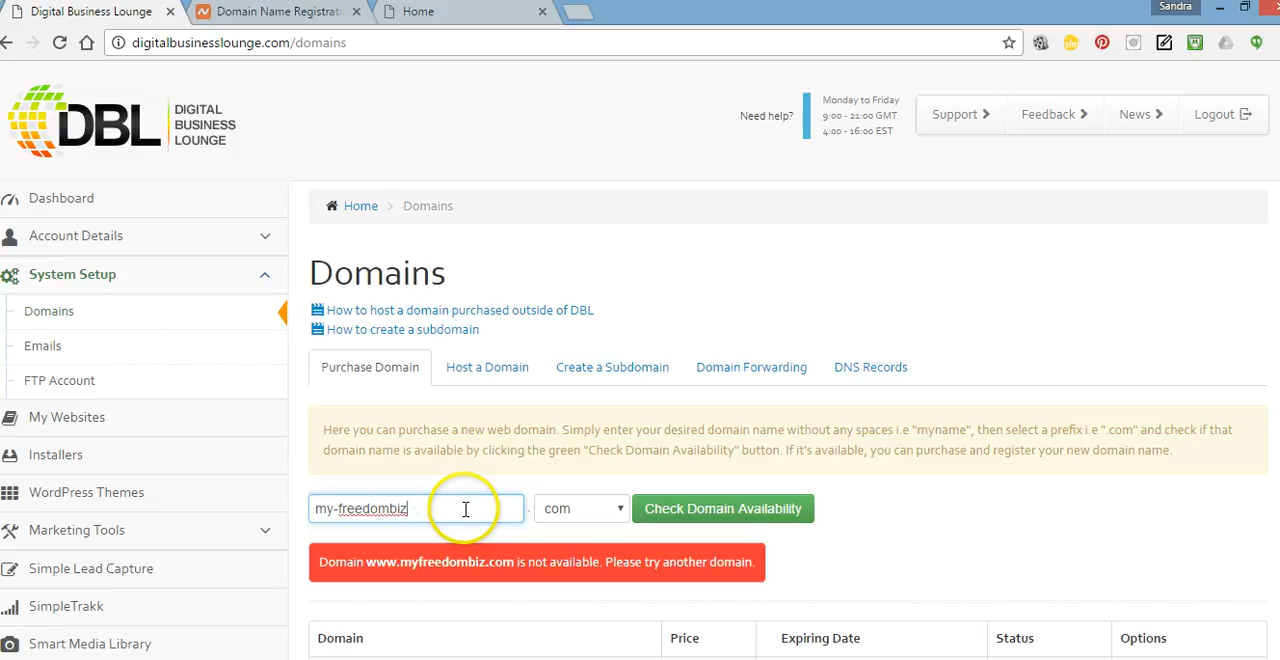 Digital Business Lounge
Domain Name Registrati
Home
Sandra
digitalbusinesslounge.com/domains
DBL
DIGITAL
BUSINESS
LOUNGE
Need help?
Monday to Friday
9:00 - 21:00 GMT
4:00 - 16:00 EST
Support
Feedback
News
Logout
Dashboard
Account Details
System Setup
Domains
Emails
FTP Account
My Websites
Installers
WordPress Themes
Marketing Tools
Simple Lead Capture
SimpleTrakk
Smart Media Library
Home > Domains
Domains
How to host a domain purchased outside of DBL
How to create a subdomain
Purchase Domain
Host a Domain
Create a Subdomain
Domain Forwarding
DNS Records
Here you can purchase a new web domain. Simply enter your desired domain name without any spaces i.e "myname", then select a prefix i.e ".com" and check if that
domain name is available by clicking the green "Check Domain Availability" button. If it's available, you can purchase and register your new domain name.
my-freedombiz . com Check Domain Availability
Domain www.myfreedombiz.com is not available. Please try another domain.
Domain Price Expiring Date Status Options